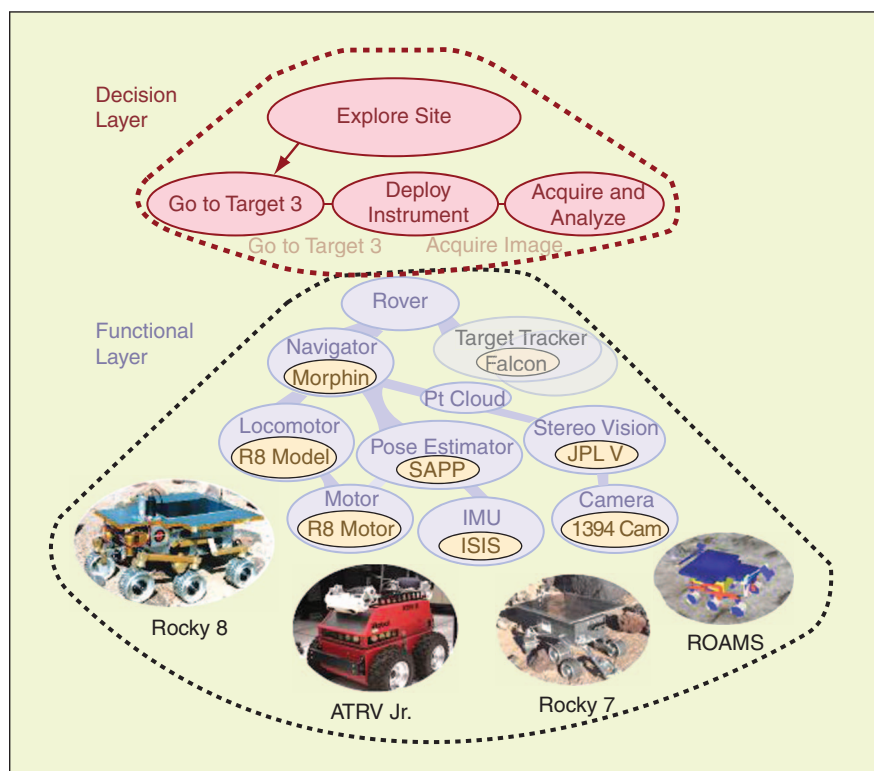 Decision
Layer
Explore Site
Go to Target 3
Deploy
Instrument
Acquire and
Analyze
Go to Target 3
Acquire Image
Rover
Functional
Layer
Navigator
Morphin
Target Tracker
Falcon
Pt Cloud
Locomotor
R8 Model
Pose Estimator
SAPP
Stereo Vision
JPL V
Motor
R8 Motor
IMU
ISIS
Camera
1394 Cam
Rocky 8
ATRV Jr.
Rocky 7
ROAMS